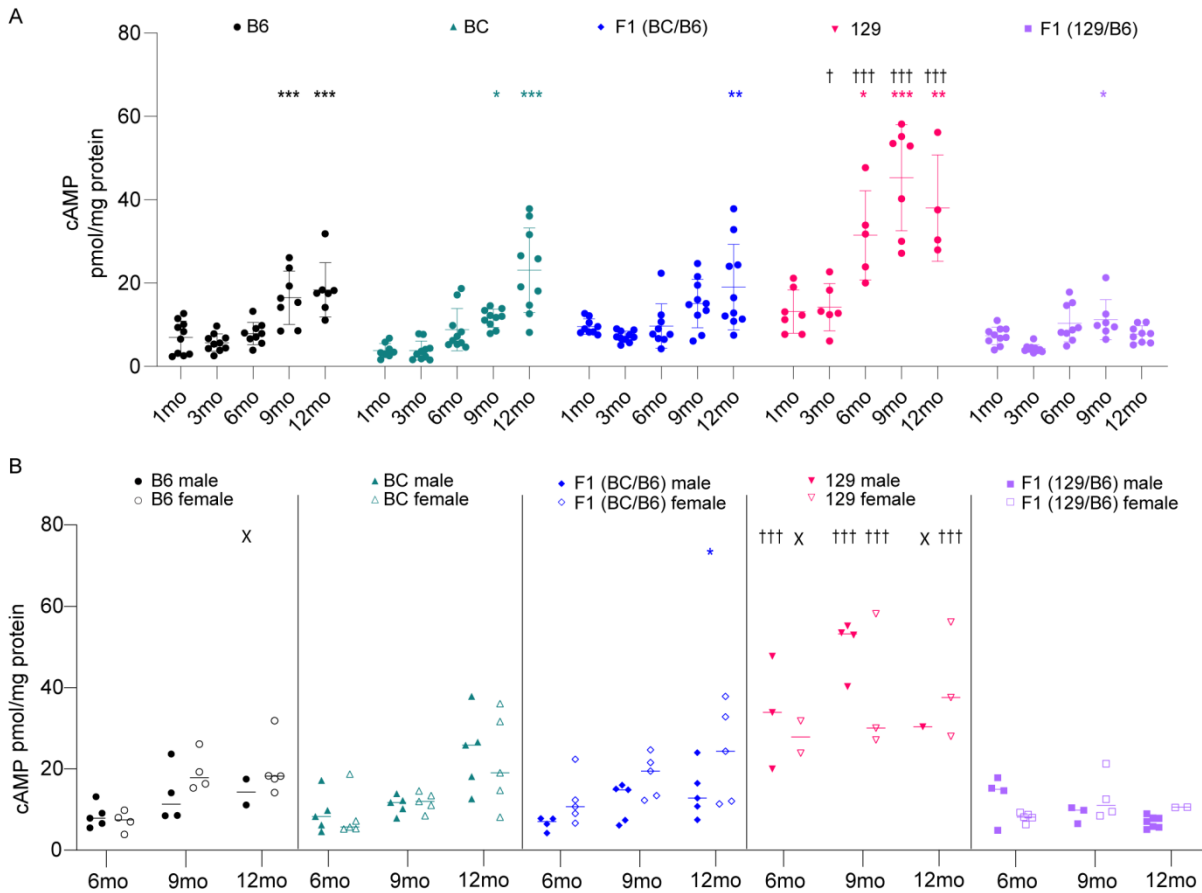 A
B6
BC
F1 (BC/B6)
129
F1 (129/B6)
cAMP
pmol/mg protein
80
60
40
20
0
† ††† ††† †††
*** *** * *** ** * *** ** *
1mo 3mo 6mo 9mo 12mo 1mo 3mo 6mo 9mo 12mo 1mo 3mo 6mo 9mo 12mo 1mo 3mo 6mo 9mo 12mo 1mo 3mo 6mo 9mo 12mo
B
B6 male
B6 female
BC male
BC female
F1 (BC/B6) male
F1 (BC/B6) female
129 male
129 female
F1 (129/B6) male
F1 (129/B6) female
cAMP pmol/mg protein
80
60
40
20
0
X ††† X ††† ††† X †††
*
6mo 9mo 12mo 6mo 9mo 12mo 6mo 9mo 12mo 6mo 9mo 12mo 6mo 9mo 12mo